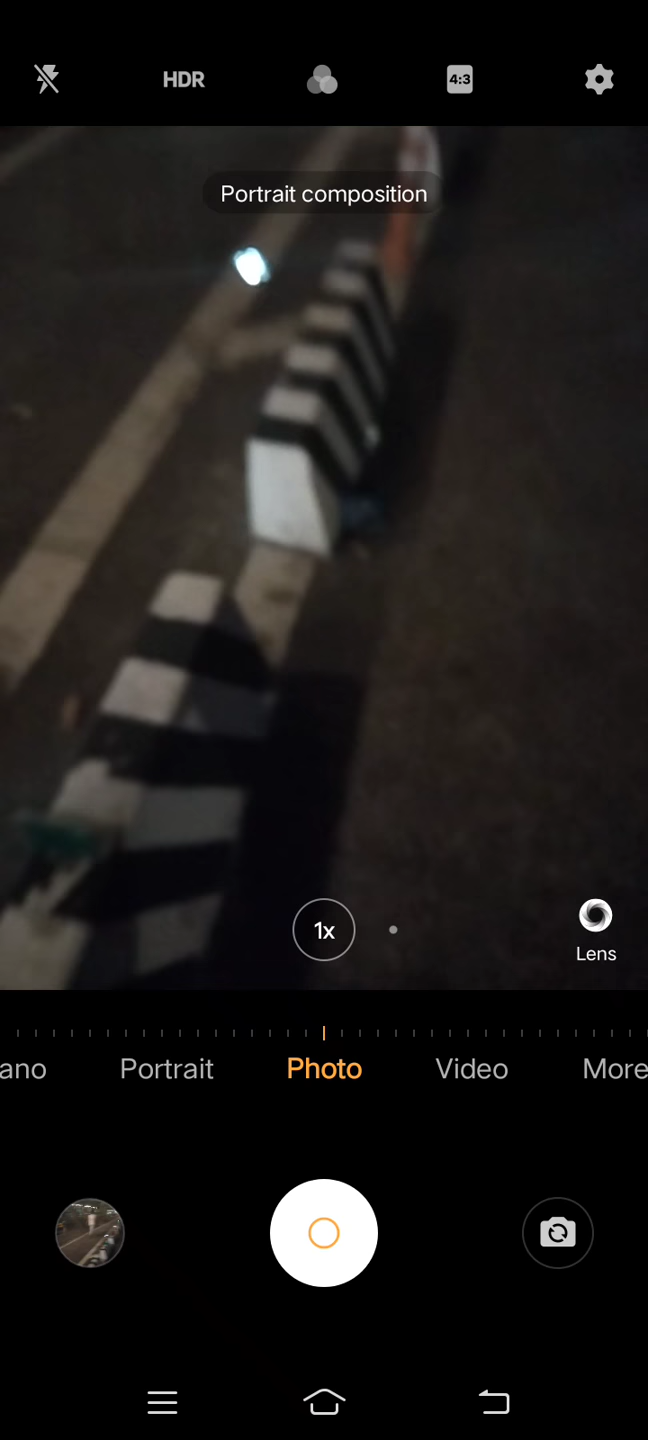 HDR
4:3
Portrait composition
1x
Lens
ano Portrait Photo Video More